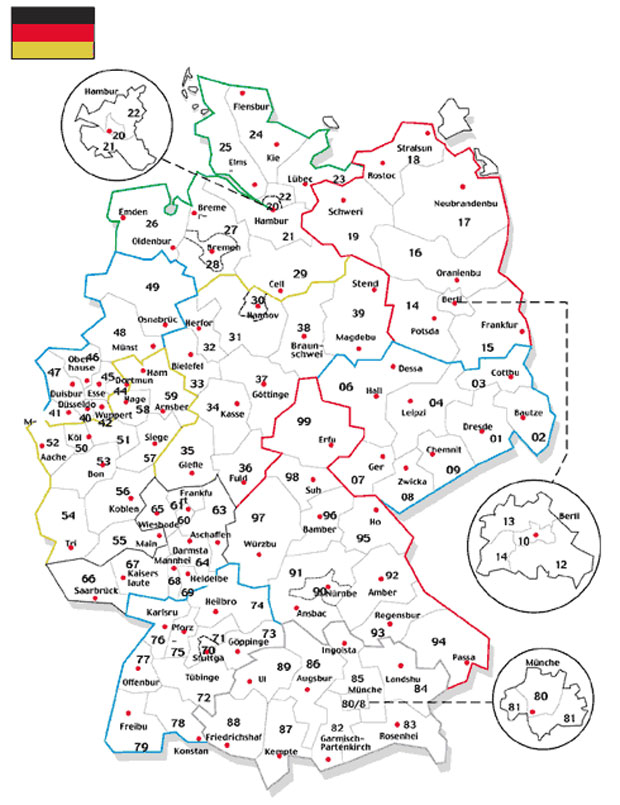 Hambur
22
20
21
Flensbur
24
25
Kie
Elms
Lübec
23
22
20
Hambur
Stralsun
18
Rostoc
Schweri
19
Neubrandenbu
17
Emden
26
Oldenbur
Breme
27
Bremen
28
21
29
Cell
16
Oranienbu
Berli
14
Potsda
Frankfur
15
49
Osnabrüc
48
Münst
30
Hannov
Herfor
31
32
Bielefel
33
38
Braun-
schwei
Stend
39
Magdebu
47
Ober
hause
46
45
Duisbur
Esse
Düsseldo
41
40
Wuppert
42
Dortmun
44
Ham
Hage
58
59
Arnsber
34
Kasse
37
Göttinge
Dessa
06
Hall
04
Leipzi
03
Cottbu
Dresde
01
Bautze
02
Chemnit
09
Zwicka
08
Ger
07
99
Erfu
M-
52
Aache
Köl
50
51
53
Bon
Siege
57
35
Gieße
36
Fuld
98
Suh
56
Koblen
54
Tri
55
65
Wiesbade
Main
Frankfu
rt
61
60
63
Aschaffen
Darmsta
64
97
Würzbu
96
Bamber
95
Ho
66
Saarbrück
67
Kaisers
laute
Mannhei
68
Heidelbe
69
74
Heilbro
91
90
Nürnbe
92
Amber
Ansbac
Regensbur
93
94
Passa
Karlsru
76
Pforz
75
71
70
Stuttga
Göppinge
73
Tübinge
72
77
Offenbur
Freibu
78
79
Konstan
88
Friedrichshaf
89
Ul
86
Augsbur
87
Kempte
Ingolsta
85
Münche
80/8
Landshu
84
82
Garmisch-
Partenkirch
83
Rosenhei
13
Berli
10
14
12
Münche
80
81
81